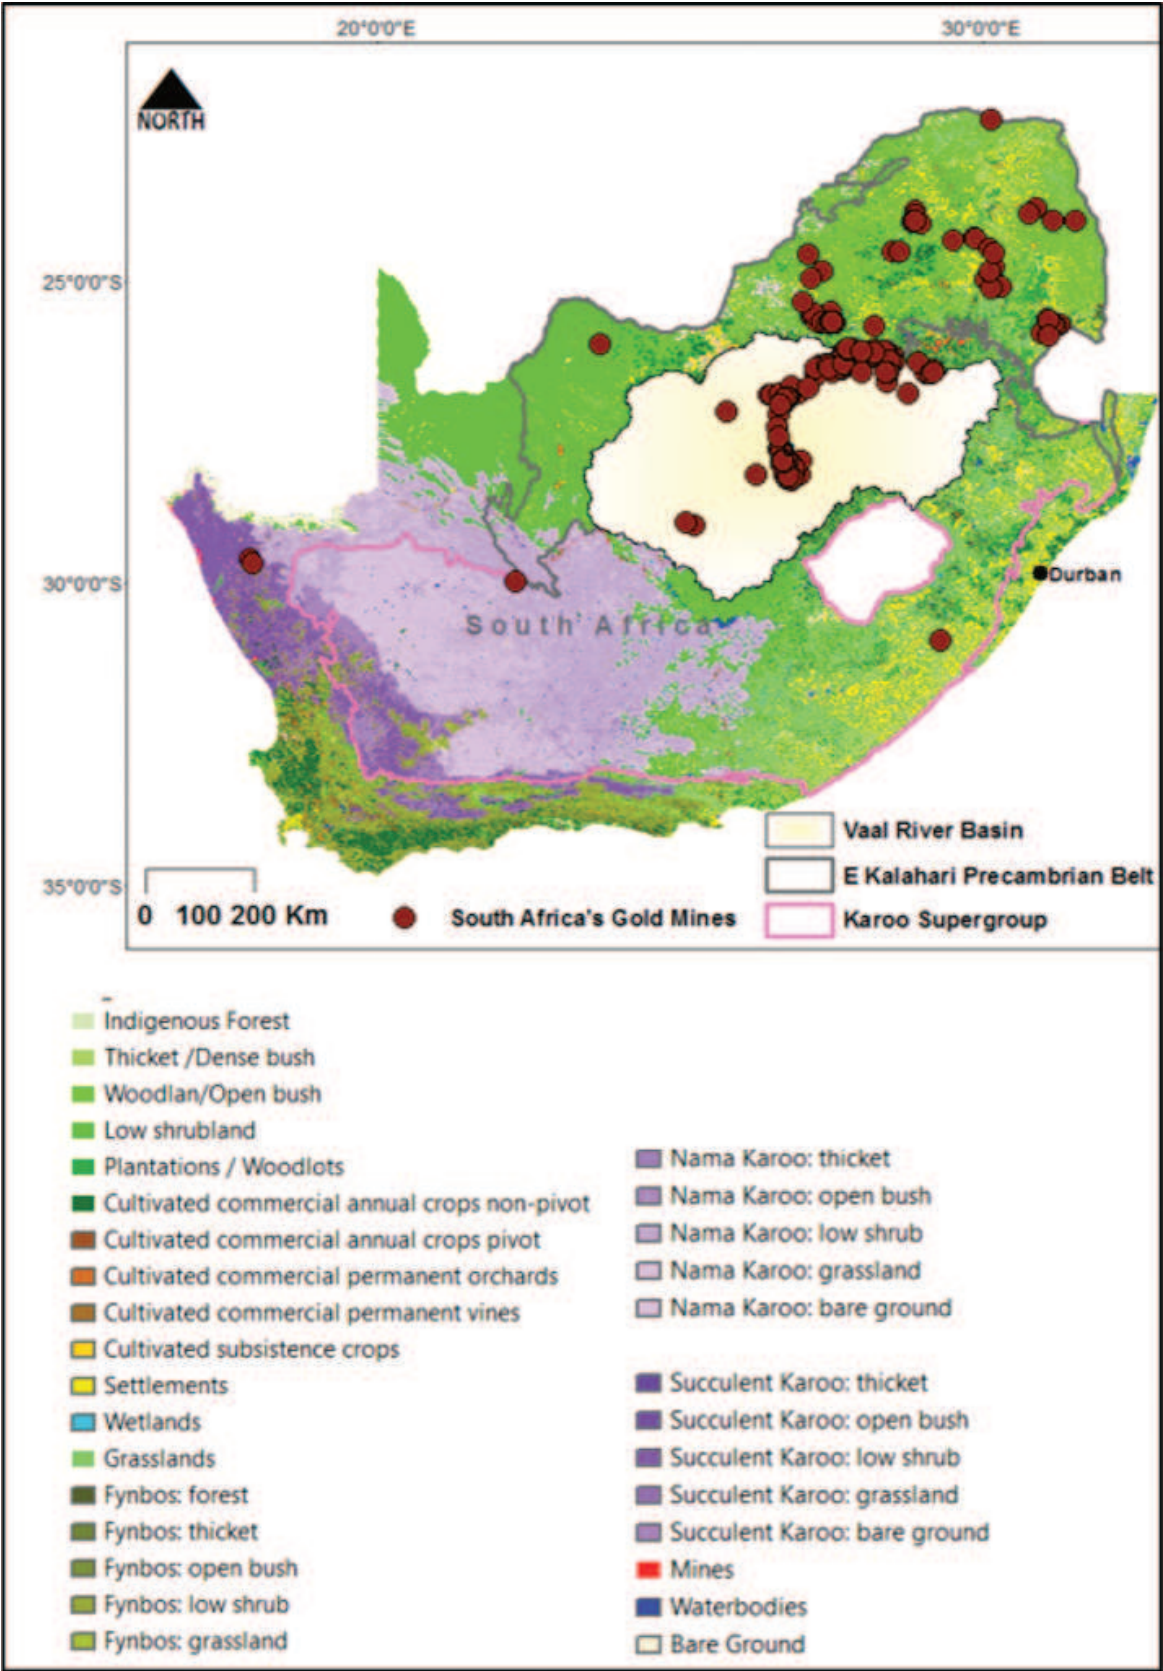 20°0'0"E 30°0'0"E
NORTH
25°0'0"S
30°0'0"S
Durban
South Africa
Vaal River Basin
E Kalahari Precambrian Belt
35°0'0"S
0 100 200 Km
South Africa's Gold Mines
Karoo Supergroup
Indigenous Forest
Thicket /Dense bush
Woodlan/Open bush
Low shrubland
Plantations / Woodlots
Cultivated commercial annual crops non-pivot
Cultivated commercial annual crops pivot
Cultivated commercial permanent orchards
Cultivated commercial permanent vines
Cultivated subsistence crops
Settlements
Wetlands
Grasslands
Fynbos: forest
Fynbos: thicket
Fynbos: open bush
Fynbos: low shrub
Fynbos: grassland
Nama Karoo: thicket
Nama Karoo: open bush
Nama Karoo: low shrub
Nama Karoo: grassland
Nama Karoo: bare ground
Succulent Karoo: thicket
Succulent Karoo: open bush
Succulent Karoo: low shrub
Succulent Karoo: grassland
Succulent Karoo: bare ground
Mines
Waterbodies
Bare Ground